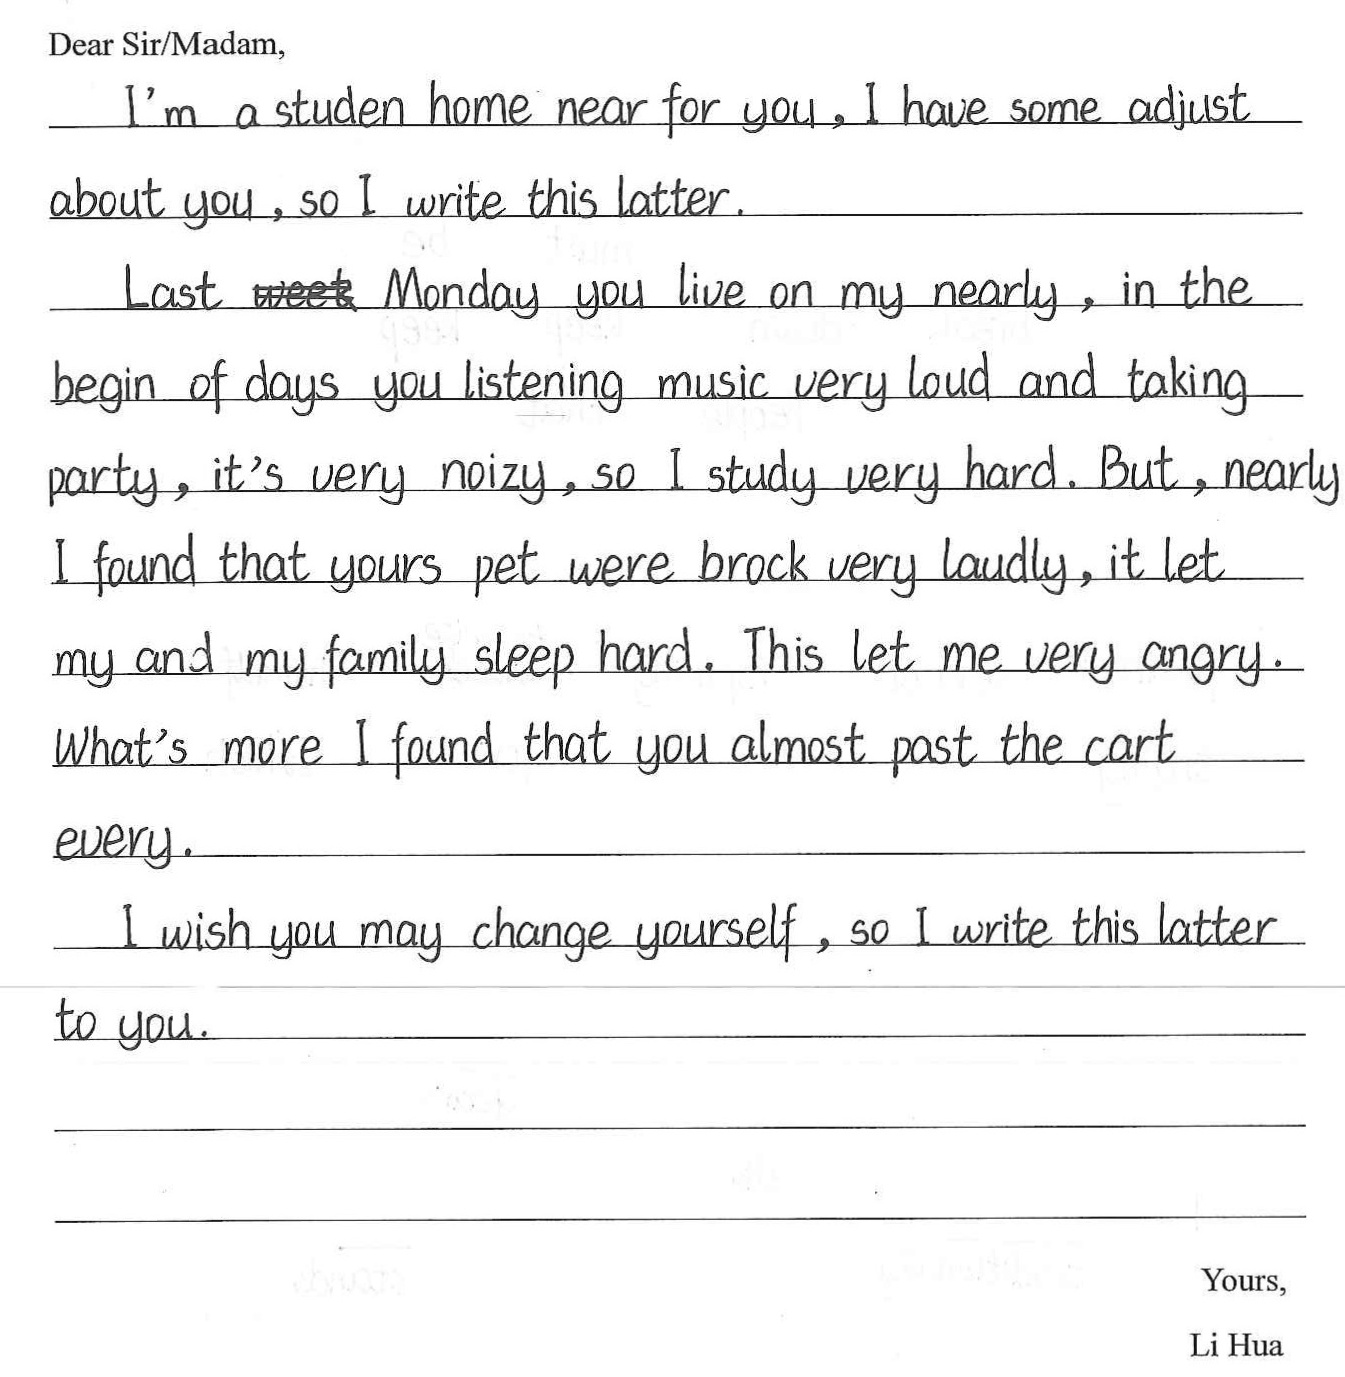 Dear Sir/Madam,
I'm a studen home near for you, I have some adjust
about you, so I write this latter.
Last Monday you live on my nearly, in the
begin of days you listening music very loud and taking
party, it's very noizy, so I study very hard. But, nearly
I found that yours pet were brock very laudly, it let
my and my family sleep hard. This let me very angry.
What's more I found that you almost past the cart
every.
I wish you may change yourself, so I write this latter
to you.
Yours,
Li Hua